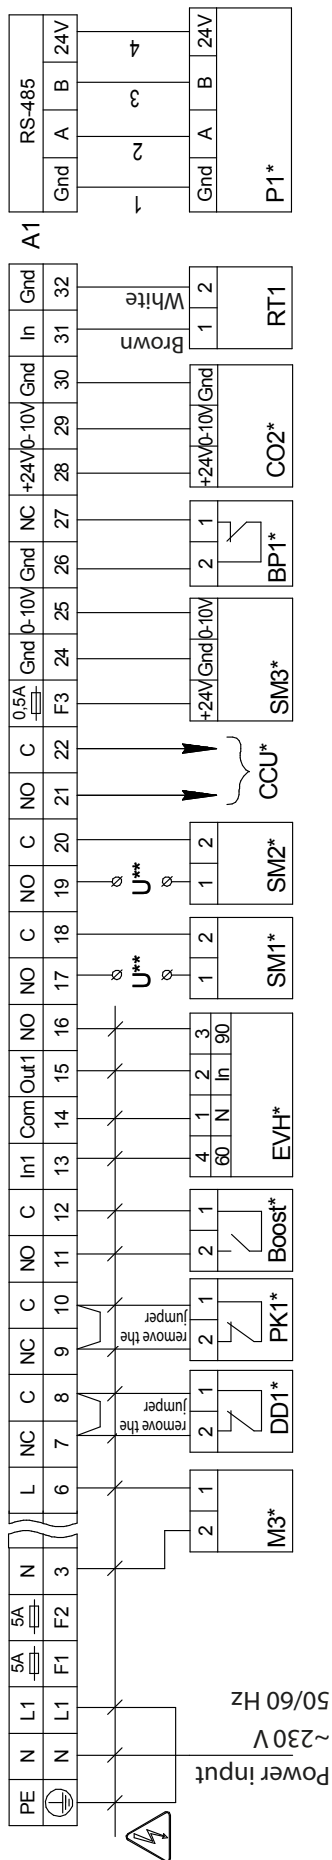 PE N L1 5A 5A N L NC C NC C NO C In1 Com Out1 NO NO C NO C 0,5A Gnd 0-10V Gnd NC +24V 0-10V Gnd In Gnd
N L1 F1 F2 3 6 7 8 9 10 11 12 13 14 15 16 17 18 19 20 21 22 F3 24 25 26 27 28 29 30 31 32
A1
RS-485
Gnd A B 24V
Power input
~230 V
50/60 Hz
2 1
M3*
remove the
jumper
2 1
DD1*
remove the
jumper
2 1
PK1*
2 1
Boost*
4 1 2 3
60 N In 90
EVH*
U**
1 2
SM1*
U**
1 2
SM2*
CCU*
+24V Gnd 0-10V
SM3*
2 1
BP1*
+24V 0-10V Gnd
CO2*
Brown
White
1 2
RT1
1 2 3 4
Gnd A B 24V
P1*